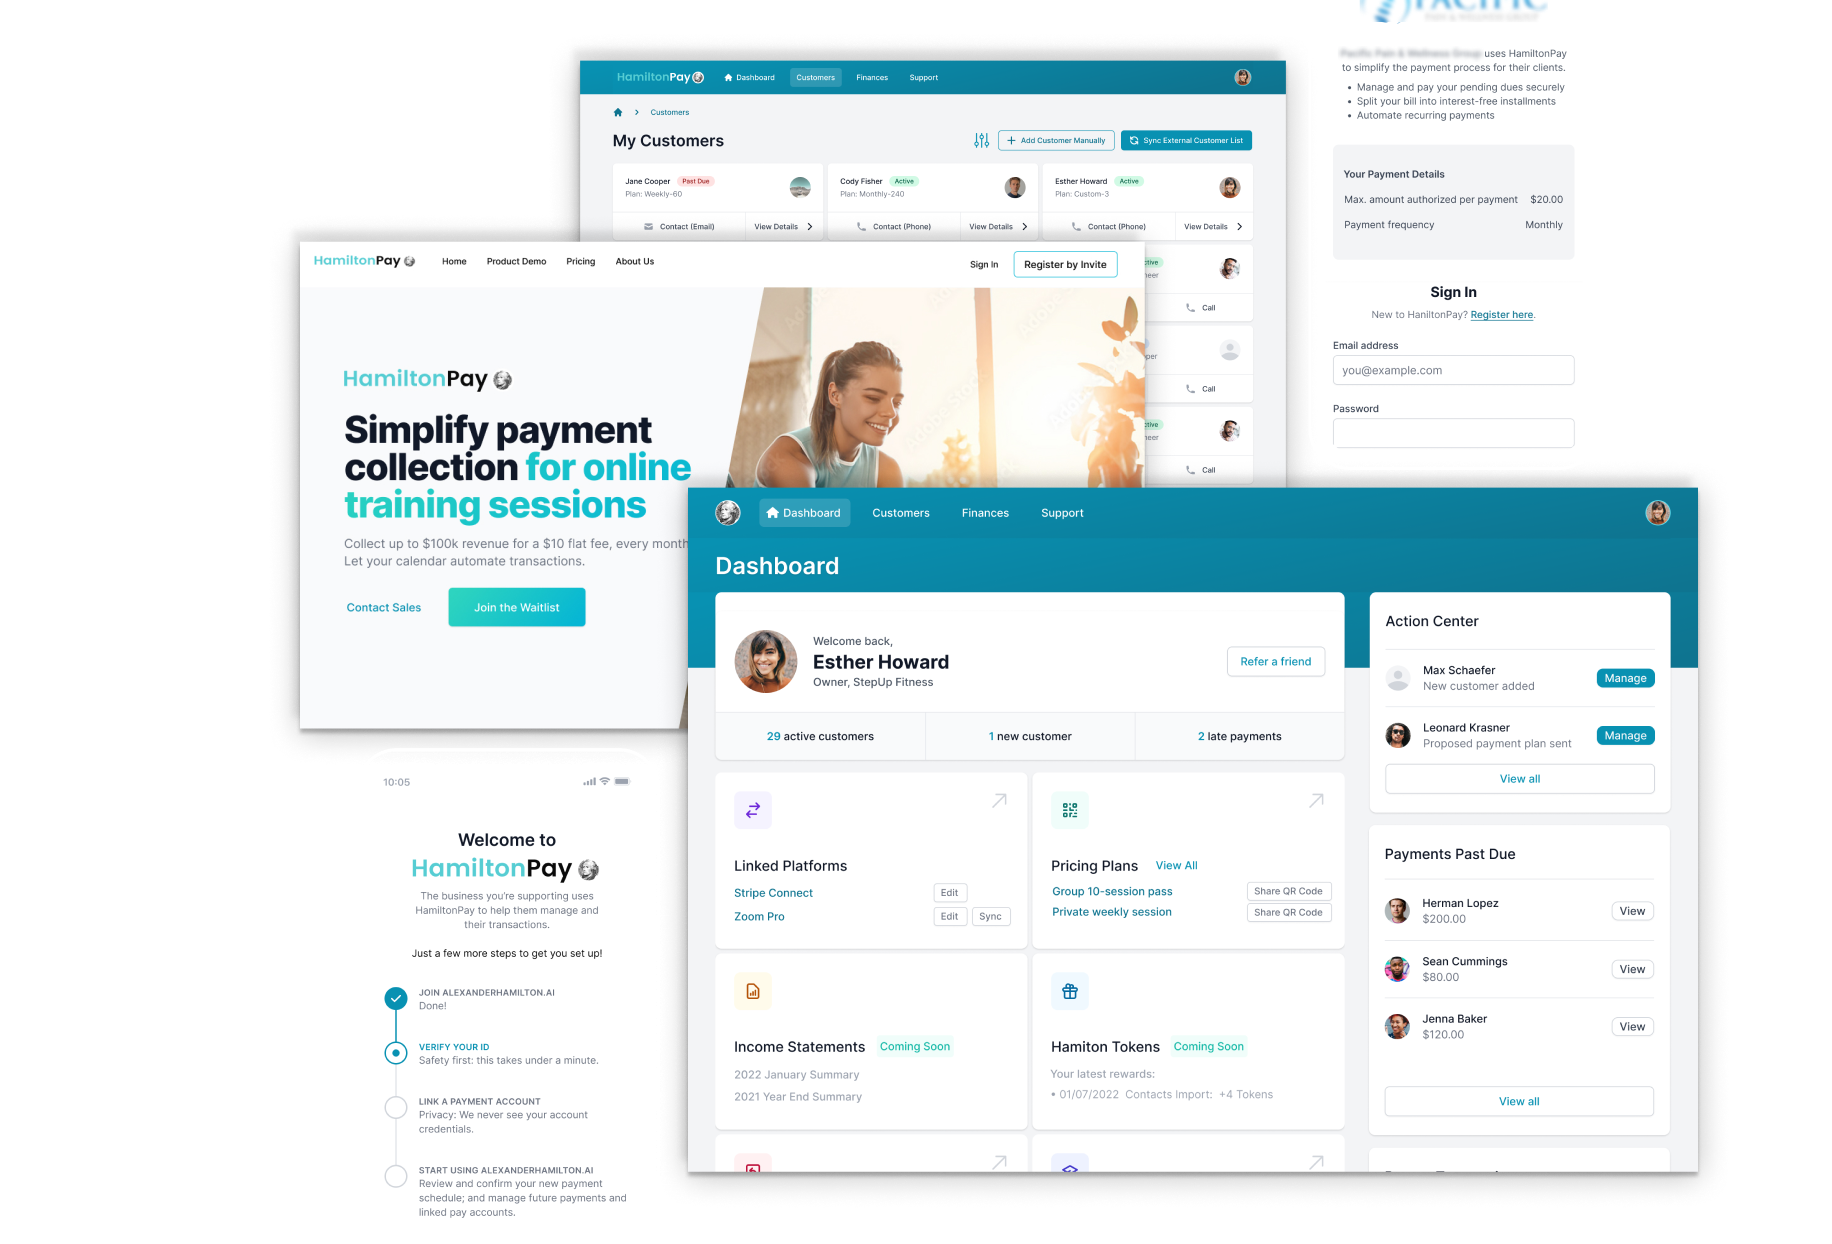 PACIFIC
PAIN & WELLNESS GROUP
Pacific Pain & Wellness Group uses HamiltonPay
to simplify the payment process for their clients.
• Manage and pay your pending dues securely
• Split your bill into interest-free installments
• Automate recurring payments
Your Payment Details
Max. amount authorized per payment $20.00
Payment frequency Monthly
Sign In
New to HaniltonPay? Register here.
Email address
you@example.com
Password
HamiltonPay Dashboard Customers Finances Support
Customers
My Customers
Add Customer Manually
Sync External Customer List
Jane Cooper Past Due
Plan: Weekly-60
Contact (Email) View Details
Cody Fisher Active
Plan: Monthly-240
Contact (Phone) View Details
Esther Howard Active
Plan: Custom-3
Contact (Phone) View Details
Call
Call
Call
HamiltonPay Home Product Demo Pricing About Us Sign In Register by Invite
HamiltonPay
Simplify payment
collection for online
training sessions
Collect up to $100k revenue for a $10 flat fee, every month
Let your calendar automate transactions.
Contact Sales Join the Waitlist
Dashboard Customers Finances Support
Dashboard
Welcome back,
Esther Howard
Owner, StepUp Fitness
Refer a friend
29 active customers 1 new customer 2 late payments
Linked Platforms
Stripe Connect Edit
Zoom Pro Edit Sync
Pricing Plans View All
Group 10-session pass Share QR Code
Private weekly session Share QR Code
Income Statements Coming Soon
2022 January Summary
2021 Year End Summary
Hamiton Tokens Coming Soon
Your latest rewards:
• 01/07/2022 Contacts Import: +4 Tokens
Action Center
Max Schaefer
New customer added
Manage
Leonard Krasner
Proposed payment plan sent
Manage
View all
Payments Past Due
Herman Lopez
$200.00
View
Sean Cummings
$80.00
View
Jenna Baker
$120.00
View
View all
10:05
Welcome to
HamiltonPay
The business you're supporting uses
HamiltonPay to help them manage and
their transactions.
Just a few more steps to get you set up!
JOIN ALEXANDERHAMILTON.AI
Done!
VERIFY YOUR ID
Safety first: this takes under a minute.
LINK A PAYMENT ACCOUNT
Privacy: We never see your account
credentials.
START USING ALEXANDERHAMILTON.AI
Review and confirm your new payment
schedule; and manage future payments and
linked pay accounts.